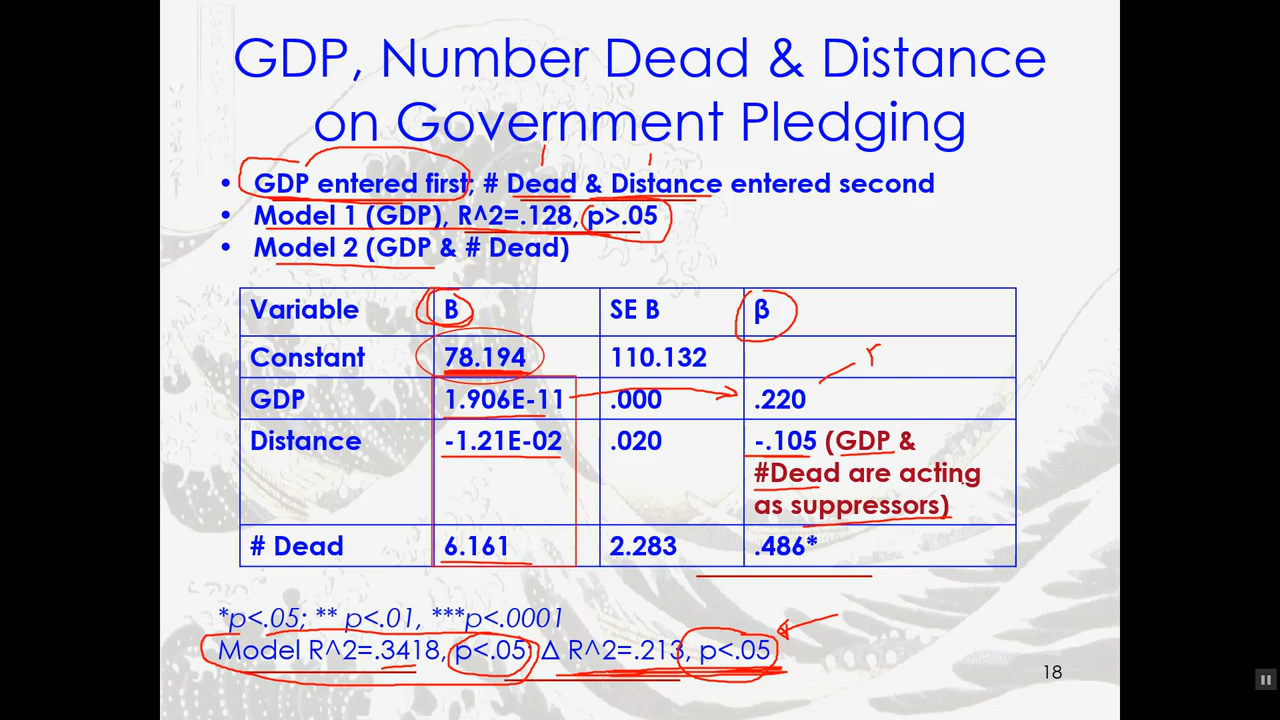 GDP, Number Dead & Distance
on Government Pledging
• GDP entered first; # Dead & Distance entered second
• Model 1 (GDP), R^2=.128, p>.05
• Model 2 (GDP & # Dead)
Variable B SE B β
Constant 78.194 110.132
r
GDP 1.906E-11 .000 .220
Distance -1.21E-02 .020 -.105 (GDP &
#Dead are acting
as suppressors)
# Dead 6.161 2.283 .486*
*p<.05; ** p<.01, ***p<.0001
Model R^2=.3418, p<.05; Δ R^2=.213, p<.05
18